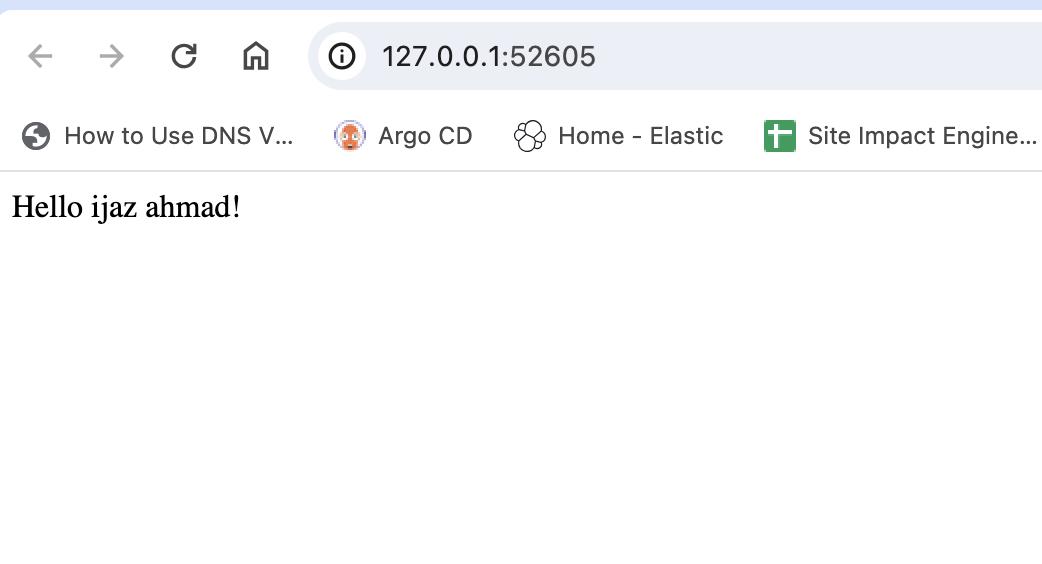 127.0.0.1:52605
How to Use DNS V... Argo CD Home - Elastic Site Impact Engine...
Hello ijaz ahmad!